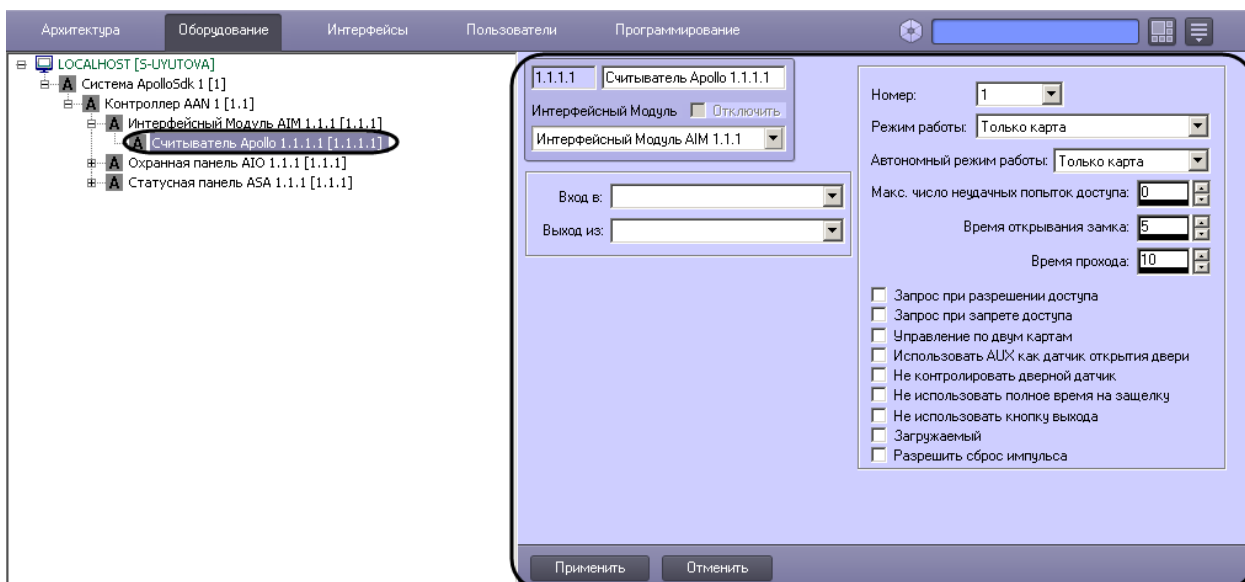 Архитектура Оборудование Интерфейсы Пользователи Программирование
LOCALHOST [S-UYUTOVA]
Система ApolloSdk 1 [1]
Контроллер AAN 1 [1.1]
Интерфейсный Модуль AIM 1.1.1 [1.1.1]
Считыватель Apollo 1.1.1.1 [1.1.1.1]
Охранная панель AIO 1.1.1 [1.1.1]
Статусная панель ASA 1.1.1 [1.1.1]
1.1.1.1 Считыватель Apollo 1.1.1.1
Интерфейсный Модуль Отключить
Интерфейсный Модуль AIM 1.1.1
Вход в:
Выход из:
Номер: 1
Режим работы: Только карта
Автономный режим работы: Только карта
Макс. число неудачных попыток доступа: 0
Время открывания замка: 5
Время прохода: 10
Запрос при разрешении доступа
Запрос при запрете доступа
Управление по двум картам
Использовать AUX как датчик открытия двери
Не контролировать дверной датчик
Не использовать полное время на защелку
Не использовать кнопку выхода
Загружаемый
Разрешить сброс импульса
Применить Отменить